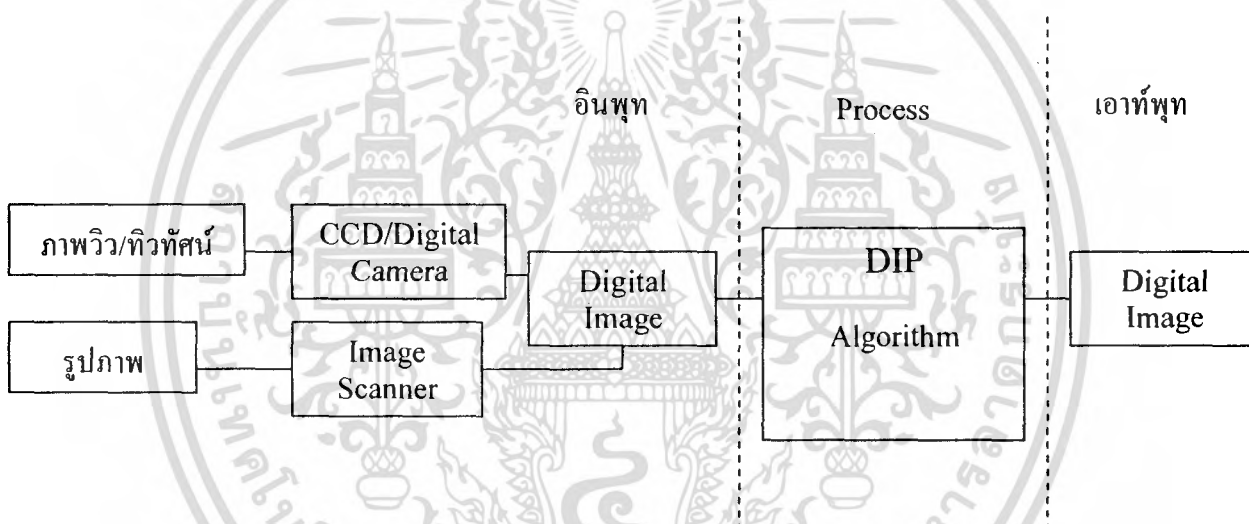 อินพุท
Process
เอาท์พุท
ภาพวิว/ทิวทัศน์
CCD/Digital
Camera
Digital
Image
DIP
Algorithm
Digital
Image
รูปภาพ
Image
Scanner